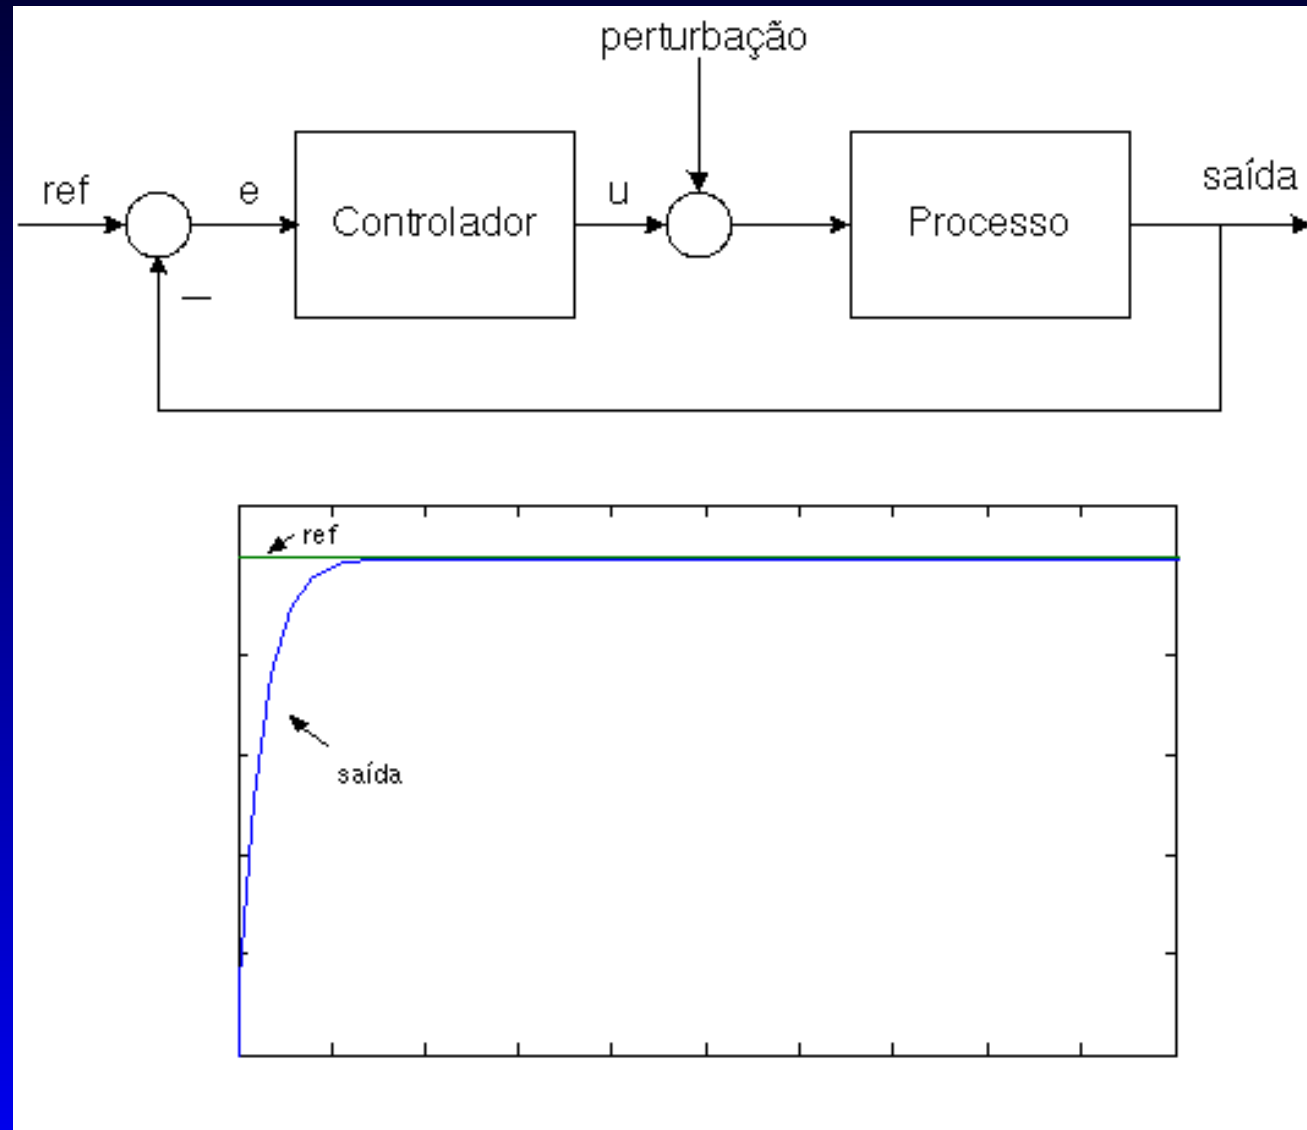 perturbação
ref
e
Controlador
u
Processo
saída
—
ref
saída